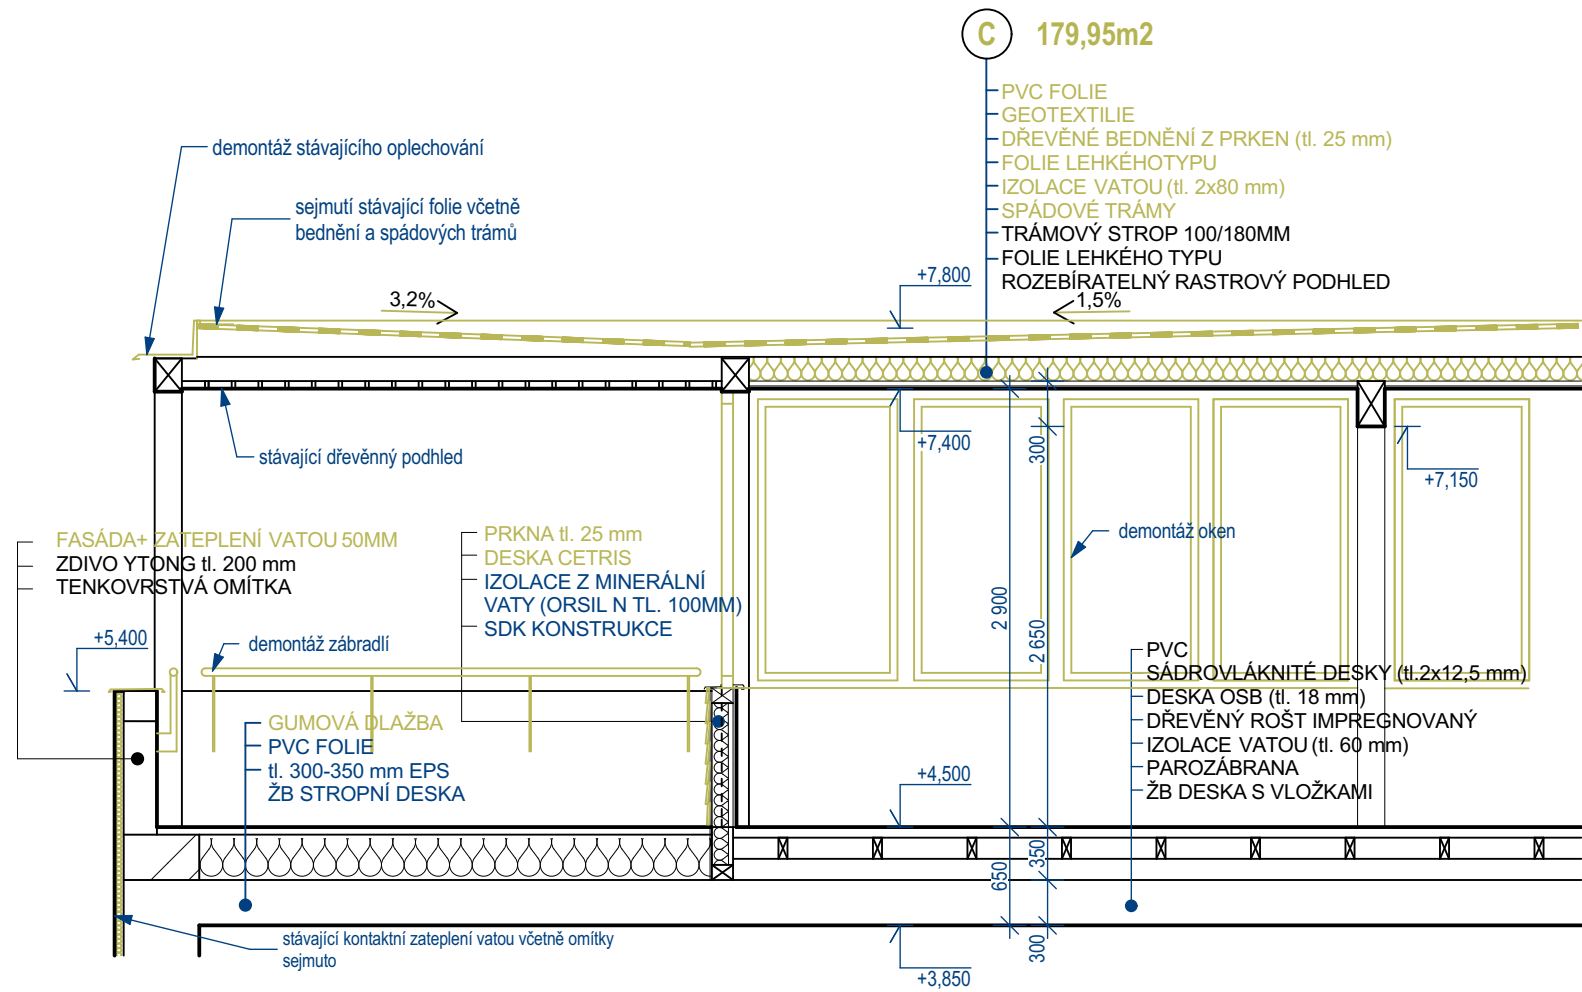 C 179,95m2
PVC FOLIE
GEOTEXTILIE
DŘEVĚNÉ BEDNĚNÍ Z PRKEN (tl. 25 mm)
FOLIE LEHKÉHOTYPU
IZOLACE VATOU (tl. 2x80 mm)
SPÁDOVÉ TRÁMY
TRÁMOVÝ STROP 100/180MM
FOLIE LEHKÉHO TYPU
ROZEBÍRATELNÝ RASTROVÝ PODHLED
demontáž stávajícího oplechování
sejmutí stávající folie včetně
bednění a spádových trámů
+7,800
3,2%
1,5%
+7,400
300
+7,150
stávající dřevěnný podhled
demontáž oken
FASÁDA+ ZATEPLENÍ VATOU 50MM
ZDIVO YTONG tl. 200 mm
TENKOVRSTVÁ OMÍTKA
PRKNA tl. 25 mm
DESKA CETRIS
IZOLACE Z MINERÁLNÍ
VATY (ORSIL N TL. 100MM)
SDK KONSTRUKCE
2 900
2 650
+5,400
demontáž zábradlí
PVC
SÁDROVLÁKNITÉ DESKY (tl.2x12,5 mm)
DESKA OSB (tl. 18 mm)
DŘEVĚNÝ ROŠT IMPREGNOVANÝ
IZOLACE VATOU (tl. 60 mm)
PAROZÁBRANA
ŽB DESKA S VLOŽKAMI
GUMOVÁ DLAŽBA
PVC FOLIE
tl. 300-350 mm EPS
ŽB STROPNÍ DESKA
+4,500
350
650
300
stávající kontaktní zateplení vatou včetně omítky
sejmuto
+3,850